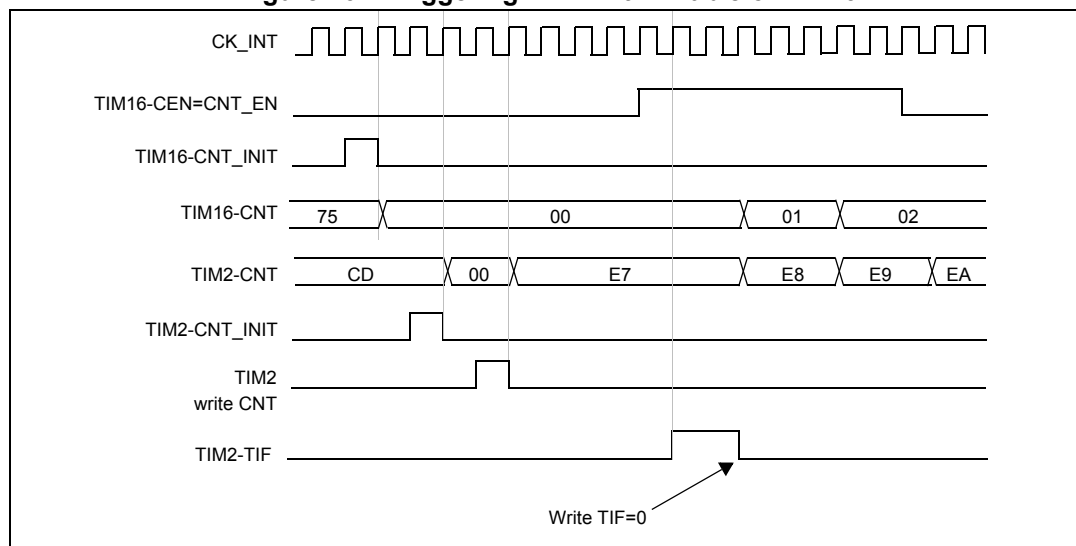 CK_INT
TIM16-CEN=CNT_EN
TIM16-CNT_INIT
TIM16-CNT 75 00 01 02
TIM2-CNT CD 00 E7 E8 E9 EA
TIM2-CNT_INIT
TIM2
write CNT
TIM2-TIF
Write TIF=0